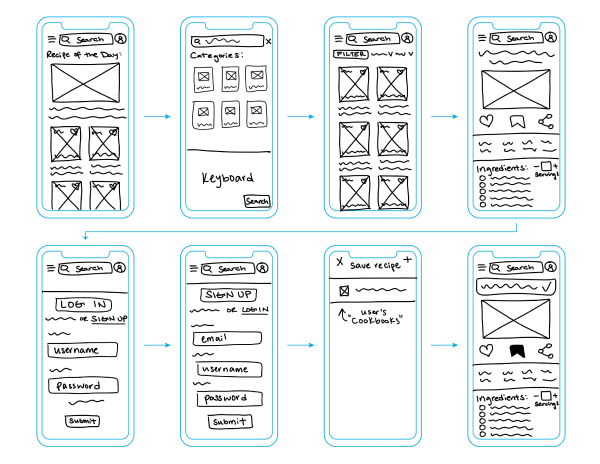 Search
Recipe of the Day:
Categories:
Keyboard
Search
Search
FILTER
Search
Ingredients: - +
Servings
Search
LOG IN
OR SIGN UP
username
password
Submit
Search
SIGN UP
OR LOG IN
email
username
password
Submit
X save recipe +
"user's
cookbooks"
Search
Ingredients: - +
Servings